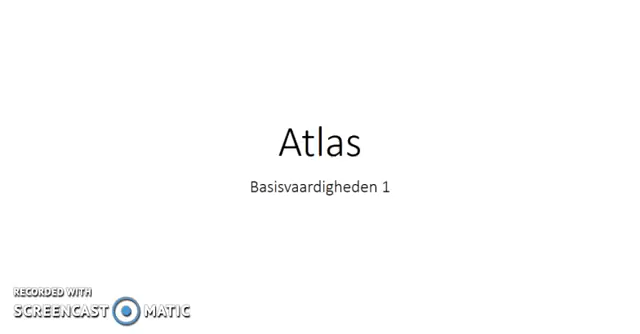 Atlas
Basisvaardigheden 1
RECORDED WITH
SCREENCAST MATIC